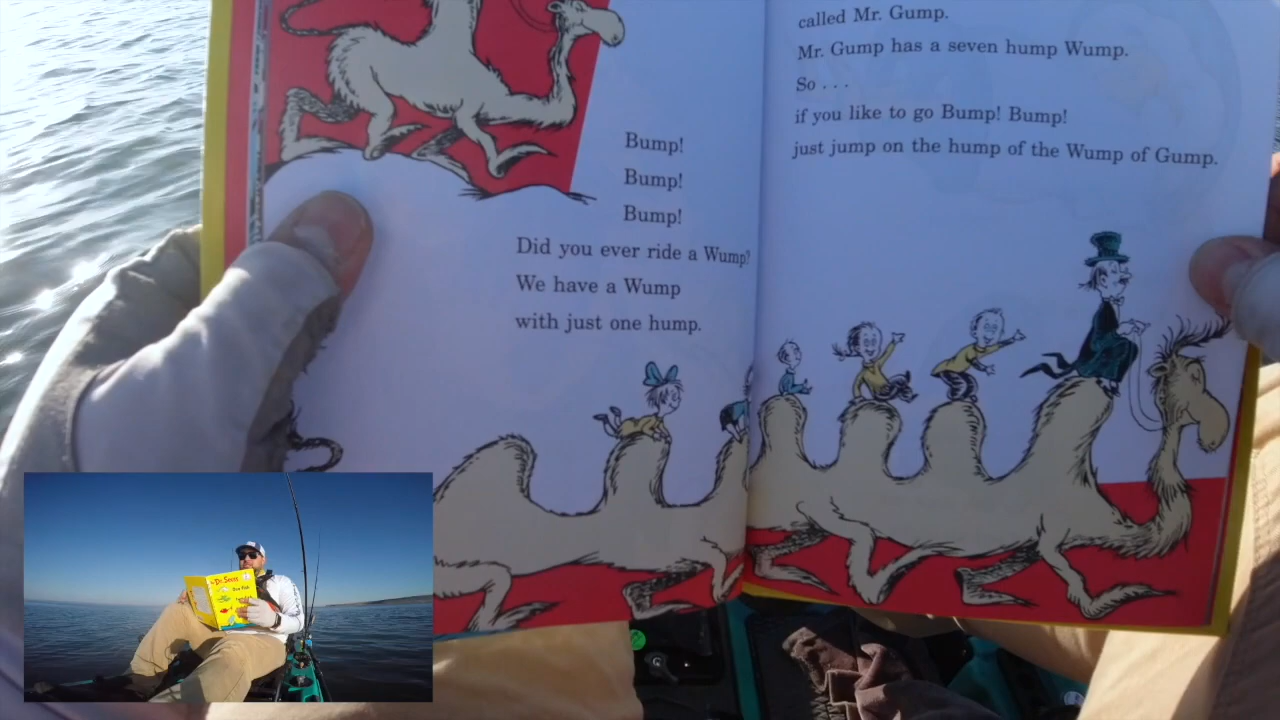 Bump!
Bump!
Bump!
Did you ever ride a Wump?
We have a Wump
with just one hump.
called Mr. Gump.
Mr. Gump has a seven hump Wump.
So . . .
if you like to go Bump! Bump!
just jump on the hump of the Wump of Gump.
Dr. Seuss
One Fish